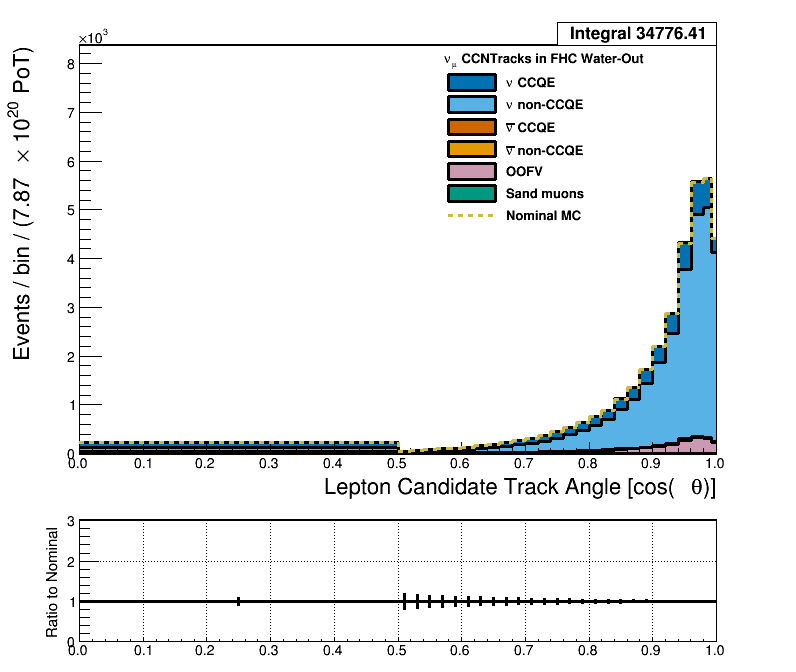 Integral 34776.41
×10³
8
7
6
5
4
3
2
1
0
Events / bin / (7.87 × 10²⁰ PoT)
ν_μ CCNTracks in FHC Water-Out
ν CCQE
ν non-CCQE
ν̅ CCQE
ν̅ non-CCQE
OOFV
Sand muons
Nominal MC
0.0 0.1 0.2 0.3 0.4 0.5 0.6 0.7 0.8 0.9 1.0
Lepton Candidate Track Angle [cos( θ)]
Ratio to Nominal
3
2
1
0
0.0 0.1 0.2 0.3 0.4 0.5 0.6 0.7 0.8 0.9 1.0